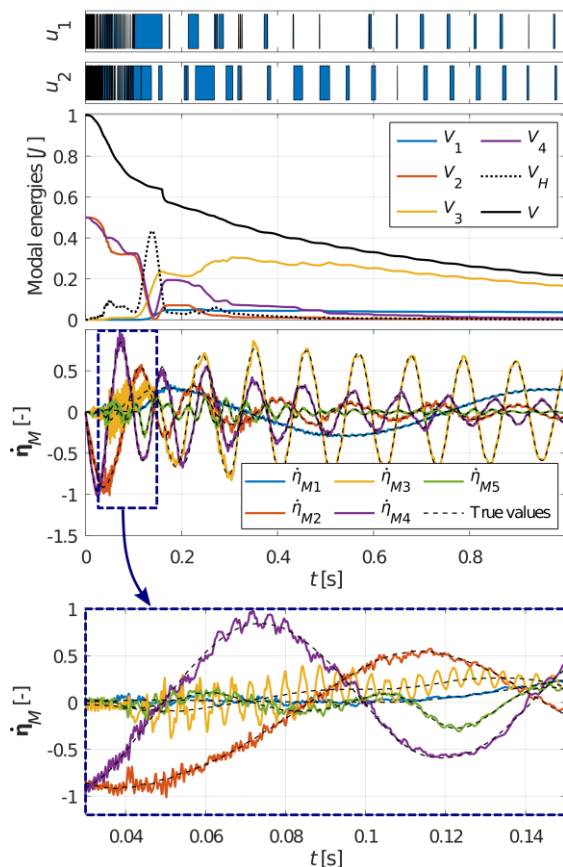 u1
u2
Modal energies [J]
1
0.8
0.6
0.4
0.2
0
V1 V4
V2 VH
V3 V
η̇M [-]
1
0.5
0
-0.5
-1
-1.5
η̇M1 η̇M3 η̇M5
η̇M2 η̇M4 True values
0 0.2 0.4 0.6 0.8
t [s]
η̇M [-]
1
0.5
0
-0.5
-1
0.04 0.06 0.08 0.1 0.12 0.14
t [s]